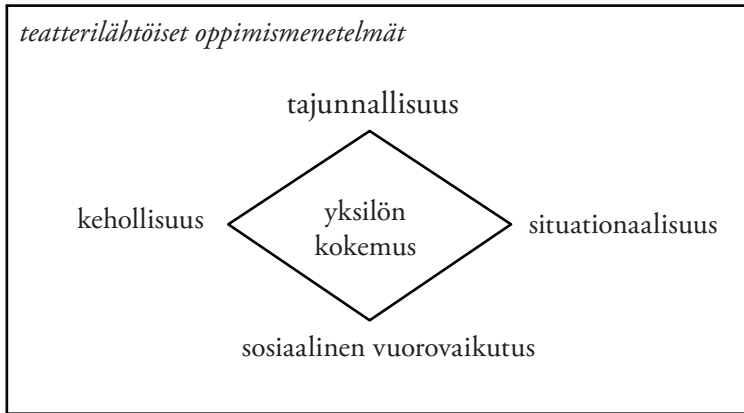 teatterilähtöiset oppimismenetelmät
tajunnallisuus
kehollisuus
yksilön
kokemus
situationaalisuus
sosiaalinen vuorovaikutus